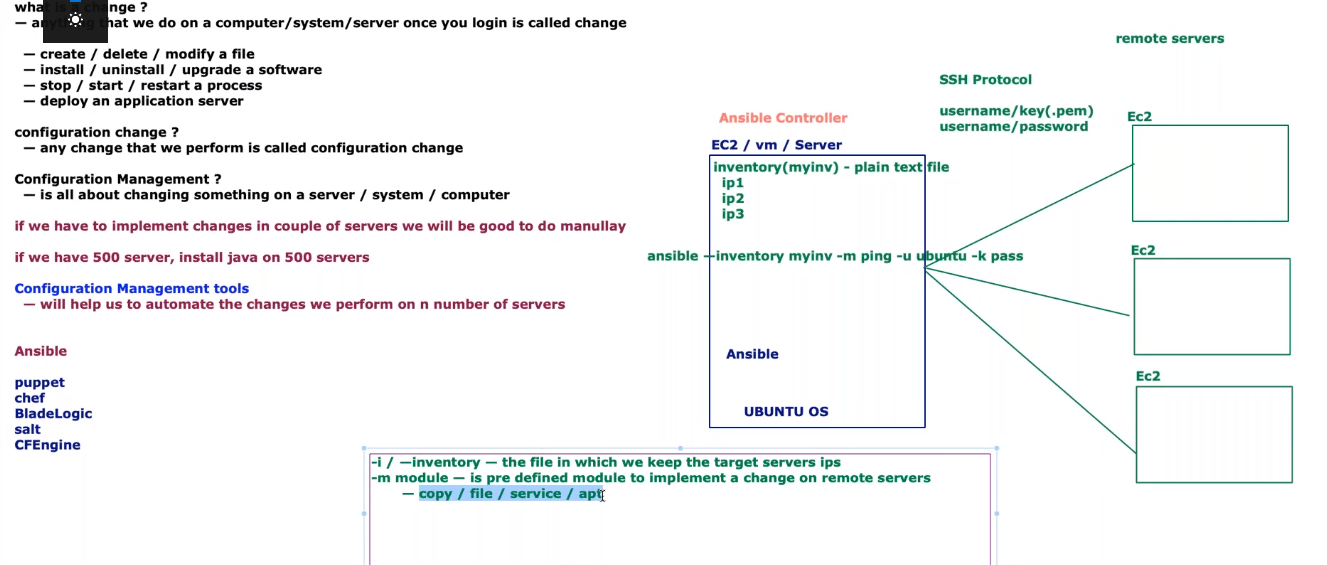 what is a change ?
— anything that we do on a computer/system/server once you login is called change
— create / delete / modify a file
— install / uninstall / upgrade a software
— stop / start / restart a process
— deploy an application server
configuration change ?
— any change that we perform is called configuration change
Configuration Management ?
— is all about changing something on a server / system / computer
if we have to implement changes in couple of servers we will be good to do manullay
if we have 500 server, install java on 500 servers
Configuration Management tools
— will help us to automate the changes we perform on n number of servers
Ansible
puppet
chef
BladeLogic
salt
CFEngine
Ansible Controller
EC2 / vm / Server
inventory(myinv) - plain text file
ip1
ip2
ip3
ansible —inventory myinv -m ping -u ubuntu -k pass
Ansible
UBUNTU OS
remote servers
SSH Protocol
username/key(.pem)
username/password
Ec2
Ec2
Ec2
-i / —inventory — the file in which we keep the target servers ips
-m module — is pre defined module to implement a change on remote servers
— copy / file / service / apt